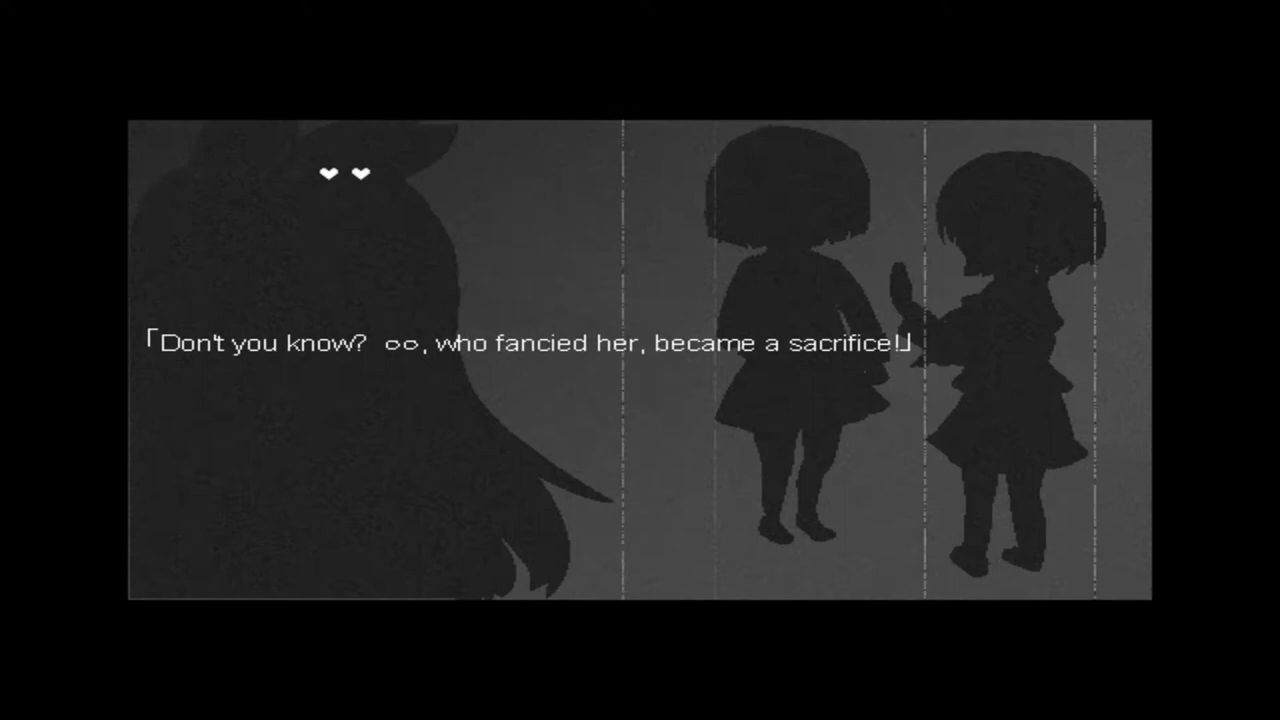 「Don't you know? ○○, who fancied her, became a sacrifice!」